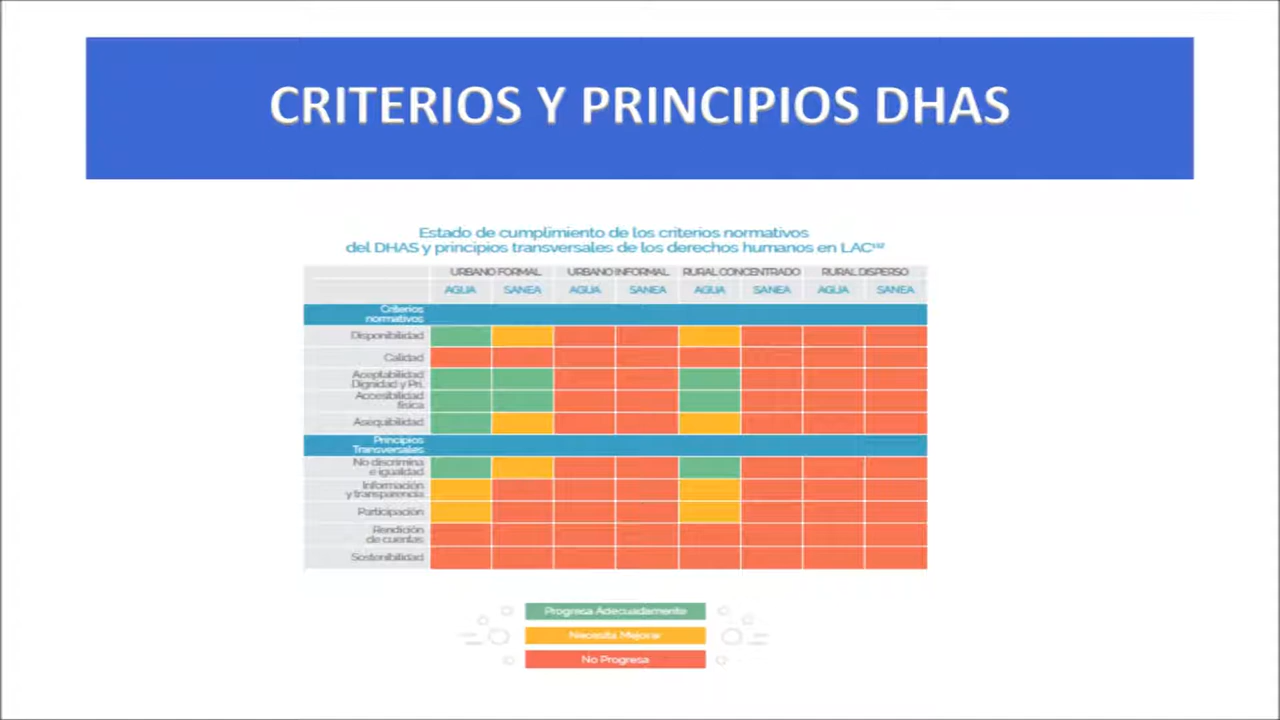 CRITERIOS Y PRINCIPIOS DHAS
Estado de cumplimiento de los criterios normativos
del DHAS y principios transversales de los derechos humanos en LAC
URBANO FORMAL URBANO INFORMAL RURAL CONCENTRADO RURAL DISPERSO
AGUA SANEA AGUA SANEA AGUA SANEA AGUA SANEA
Criterios
normativos
Disponibilidad
Calidad
Aceptabilidad
Dignidad y Pri.
Accesibilidad
física
Asequibilidad
Principios
Transversales
No discrimina
e igualdad
Información
y transparencia
Participación
Rendición
de cuentas
Sostenibilidad
Progresa Adecuadamente
Necesita Mejorar
No Progresa